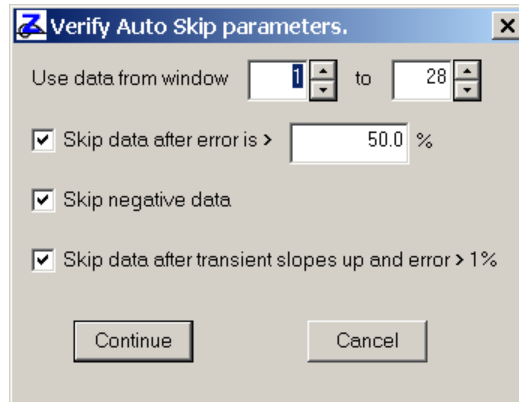 Verify Auto Skip parameters.
Use data from window 1 to 28
Skip data after error is > 50.0 %
Skip negative data
Skip data after transient slopes up and error > 1%
Continue Cancel